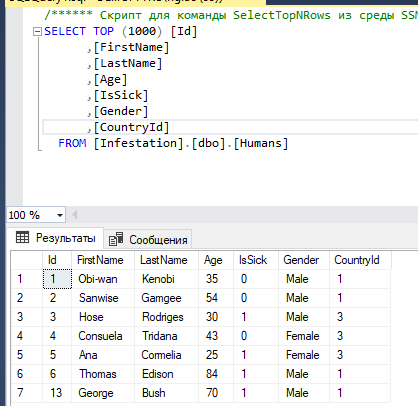 /****** Скрипт для команды SelectTopNRows из среды SSM
SELECT TOP (1000) [Id]
,[FirstName]
,[LastName]
,[Age]
,[IsSick]
,[Gender]
,[CountryId]
FROM [Infestation].[dbo].[Humans]
100 %
Результаты Сообщения
Id FirstName LastName Age IsSick Gender CountryId
1 1 Obi-wan Kenobi 35 0 Male 1
2 2 Sanwise Gamgee 54 0 Male 1
3 3 Hose Rodriges 30 1 Male 3
4 4 Consuela Tridana 43 0 Female 3
5 5 Ana Cornelia 25 1 Female 3
6 6 Thomas Edison 84 1 Male 1
7 13 George Bush 70 1 Male 1